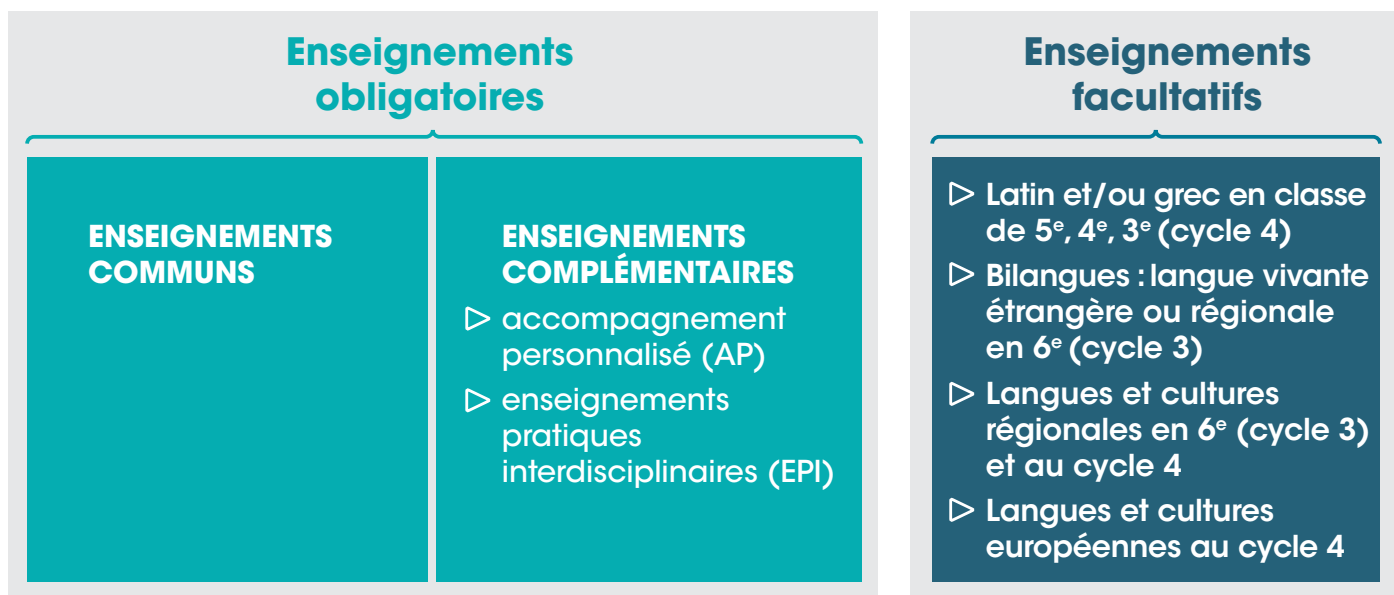 Enseignements
obligatoires
ENSEIGNEMENTS
COMMUNS
ENSEIGNEMENTS
COMPLÉMENTAIRES
▷ accompagnement
personnalisé (AP)
▷ enseignements
pratiques
interdisciplinaires (EPI)
Enseignements
facultatifs
▷ Latin et/ou grec en classe
de 5ᵉ, 4ᵉ, 3ᵉ (cycle 4)
▷ Bilangues : langue vivante
étrangère ou régionale
en 6ᵉ (cycle 3)
▷ Langues et cultures
régionales en 6ᵉ (cycle 3)
et au cycle 4
▷ Langues et cultures
européennes au cycle 4